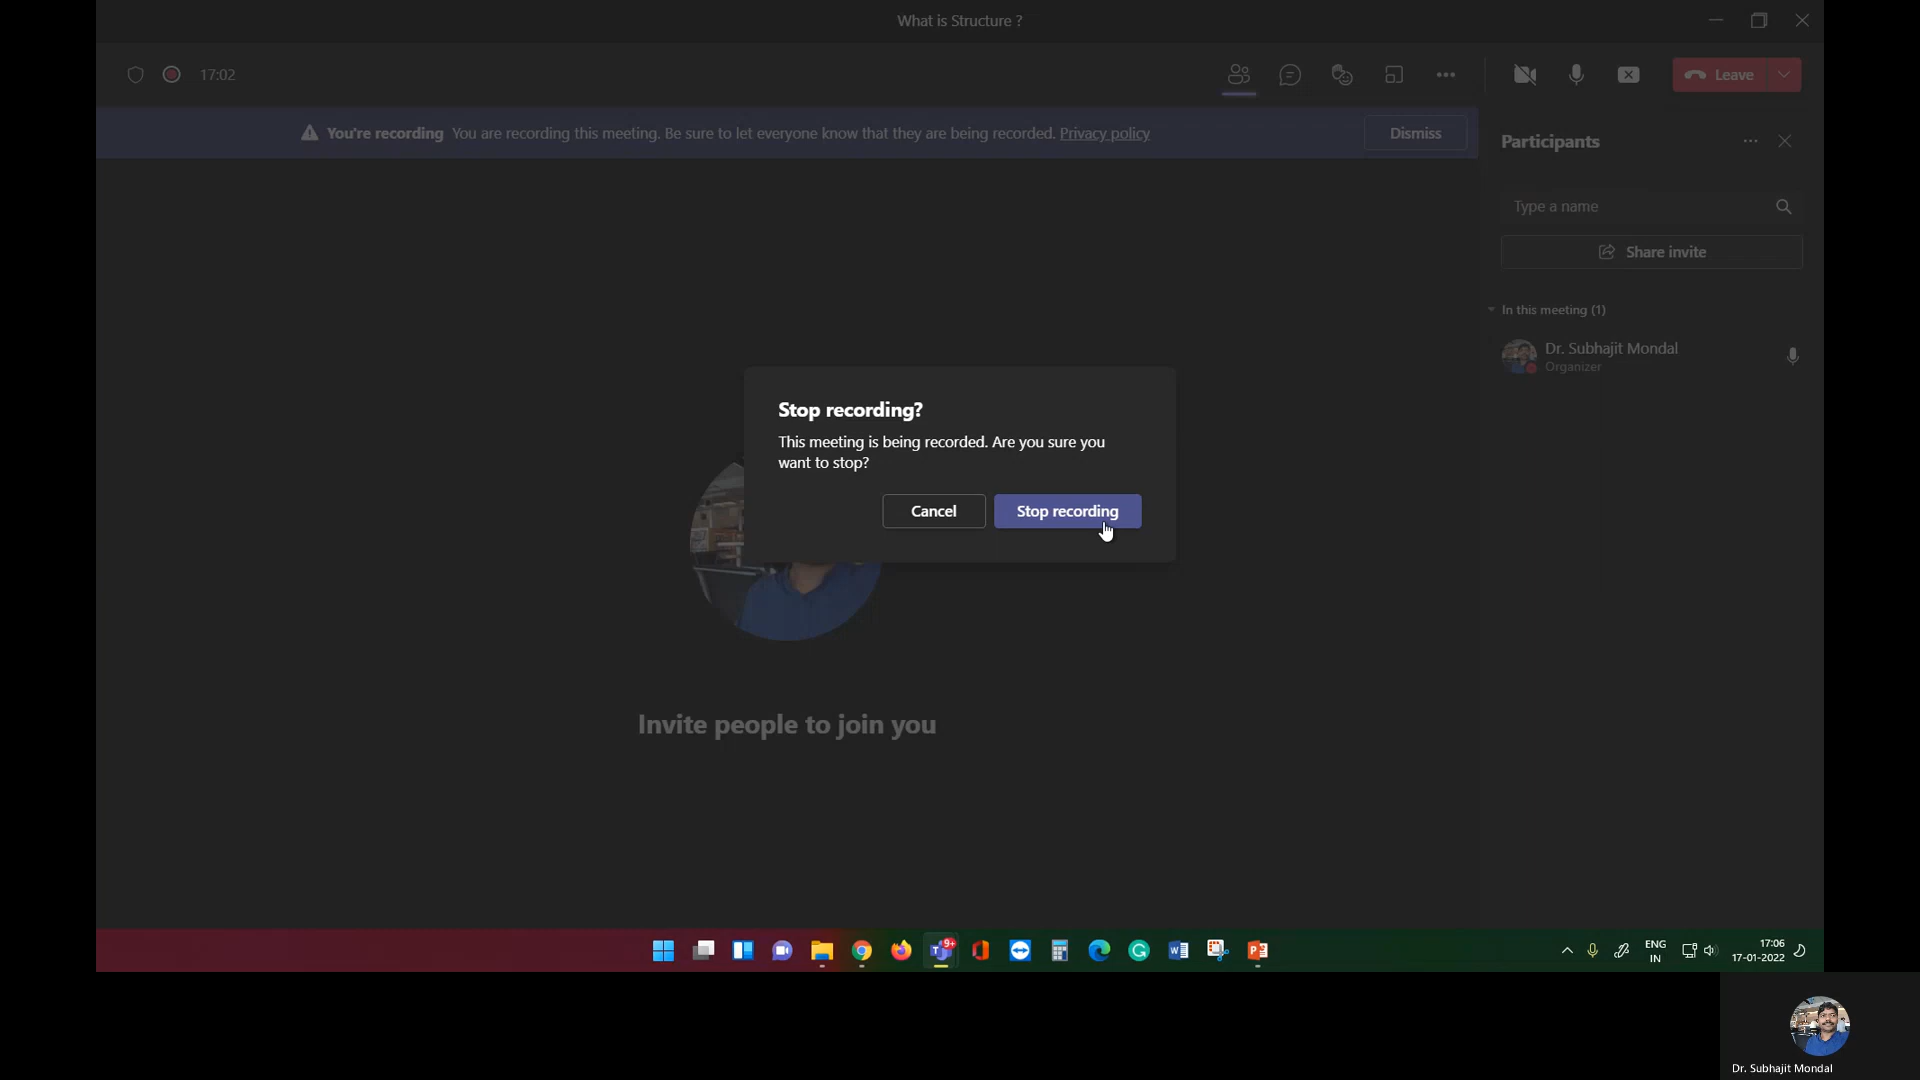 What is Structure ?
17:02
Leave
You're recording You are recording this meeting. Be sure to let everyone know that they are being recorded. Privacy policy
Dismiss
Participants
Type a name
Share invite
In this meeting (1)
Dr. Subhajit Mondal
Organizer
Stop recording?
This meeting is being recorded. Are you sure you
want to stop?
Cancel
Stop recording
Invite people to join you
9+
ENG
IN
17:06
17-01-2022
Dr. Subhajit Mondal